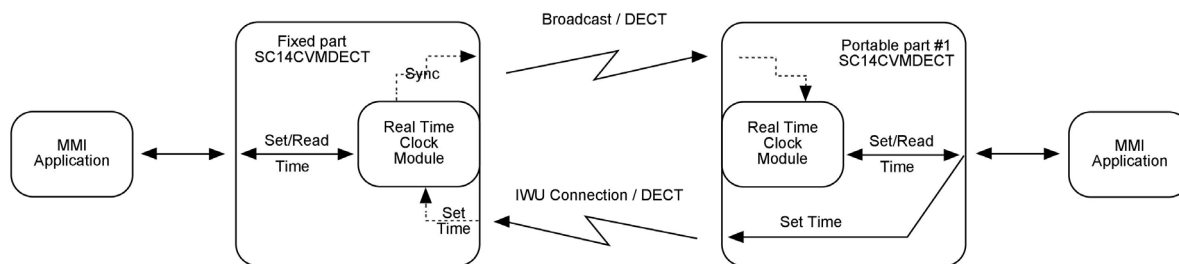 Broadcast / DECT
Fixed part
SC14CVMDECT
Portable part #1
SC14CVMDECT
Sync
MMI
Application
Set/Read
Time
Real Time
Clock
Module
Real Time
Clock
Module
Set/Read
Time
MMI
Application
IWU Connection / DECT
Set
Time
Set Time